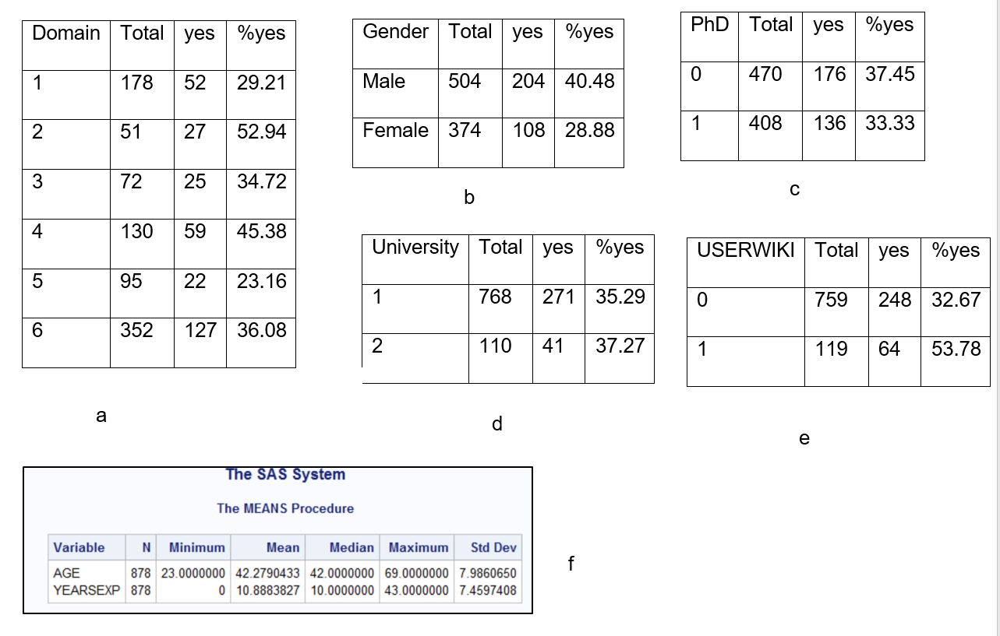 Domain Total yes %yes
1 178 52 29.21
2 51 27 52.94
3 72 25 34.72
4 130 59 45.38
5 95 22 23.16
6 352 127 36.08
a
Gender Total yes %yes
Male 504 204 40.48
Female 374 108 28.88
b
PhD Total yes %yes
0 470 176 37.45
1 408 136 33.33
c
University Total yes %yes
1 768 271 35.29
2 110 41 37.27
d
USERWIKI Total yes %yes
0 759 248 32.67
1 119 64 53.78
e
The SAS System
The MEANS Procedure
Variable N Minimum Mean Median Maximum Std Dev
AGE 878 23.0000000 42.2790433 42.0000000 69.0000000 7.9860650
YEARSEXP 878 0 10.8883827 10.0000000 43.0000000 7.4597408
f